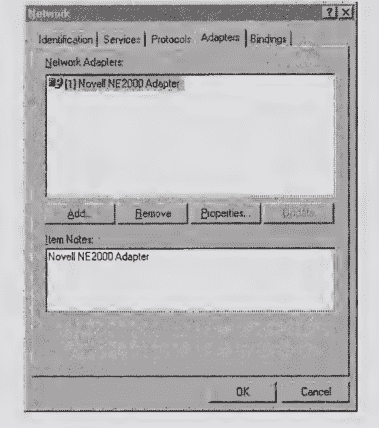 Network
Identification Services Protocols Adapters Bindings
Network Adapters:
[1] Novell NE2000 Adapter
Add... Remove Properties... Update
Item Notes:
Novell NE2000 Adapter
OK Cancel